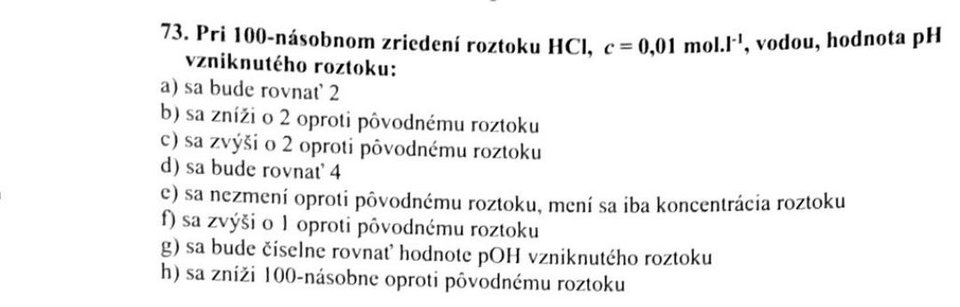 73. Pri 100-násobnom zriedení roztoku HCl, c = 0,01 mol.l⁻¹, vodou, hodnota pH
vzniknutého roztoku:
a) sa bude rovnať 2
b) sa zníži o 2 oproti pôvodnému roztoku
c) sa zvýši o 2 oproti pôvodnému roztoku
d) sa bude rovnať 4
e) sa nezmení oproti pôvodnému roztoku, mení sa iba koncentrácia roztoku
f) sa zvýši o 1 oproti pôvodnému roztoku
g) sa bude číselne rovnať hodnote pOH vzniknutého roztoku
h) sa zníži 100-násobne oproti pôvodnému roztoku